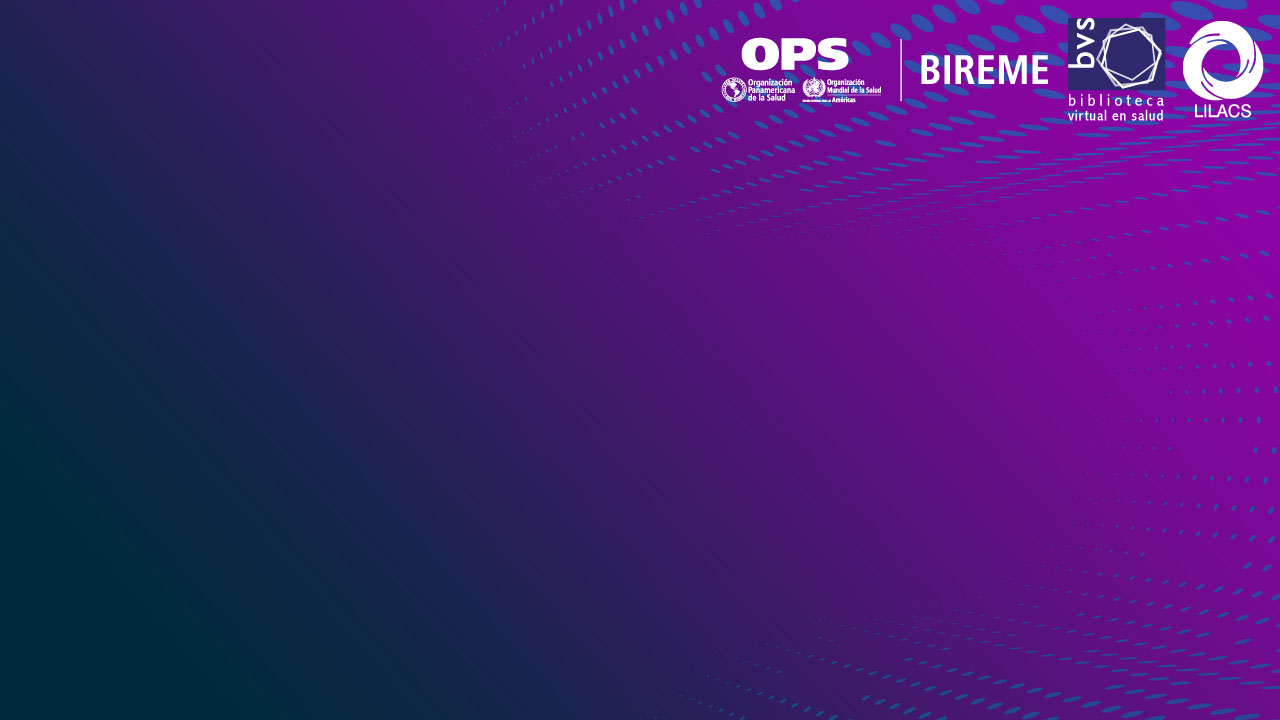 OPS
Organización
Panamericana
de la Salud
Organización
Mundial de la Salud
Américas
BIREME
bvs
biblioteca
virtual en salud
LILACS